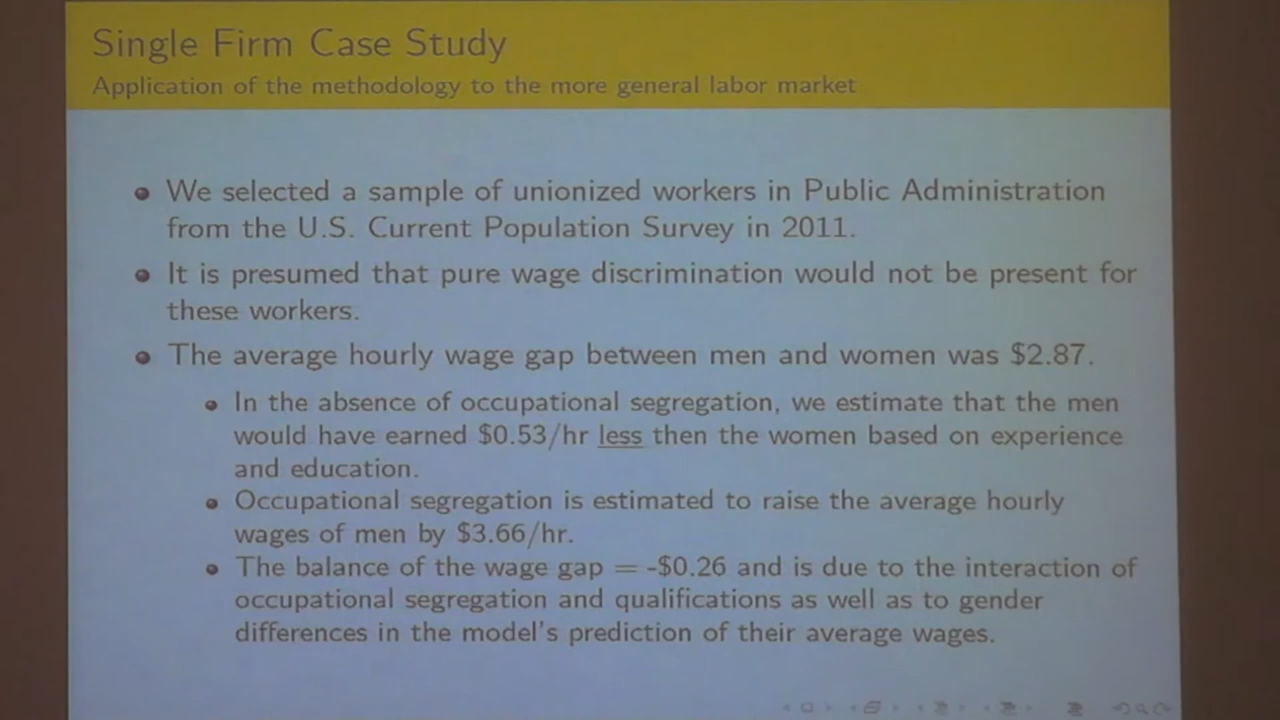 Single Firm Case Study
Application of the methodology to the more general labor market
We selected a sample of unionized workers in Public Administration
from the U.S. Current Population Survey in 2011.
It is presumed that pure wage discrimination would not be present for
these workers.
The average hourly wage gap between men and women was $2.87.
In the absence of occupational segregation, we estimate that the men
would have earned $0.53/hr less then the women based on experience
and education.
Occupational segregation is estimated to raise the average hourly
wages of men by $3.66/hr.
The balance of the wage gap = -$0.26 and is due to the interaction of
occupational segregation and qualifications as well as to gender
differences in the model's prediction of their average wages.